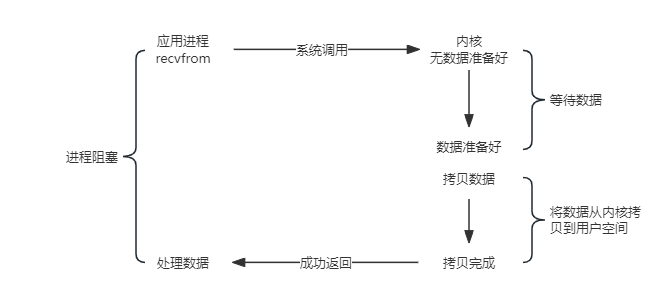 应用进程
recvfrom
系统调用
内核
无数据准备好
等待数据
数据准备好
进程阻塞
拷贝数据
将数据从内核拷
贝到用户空间
处理数据
成功返回
拷贝完成